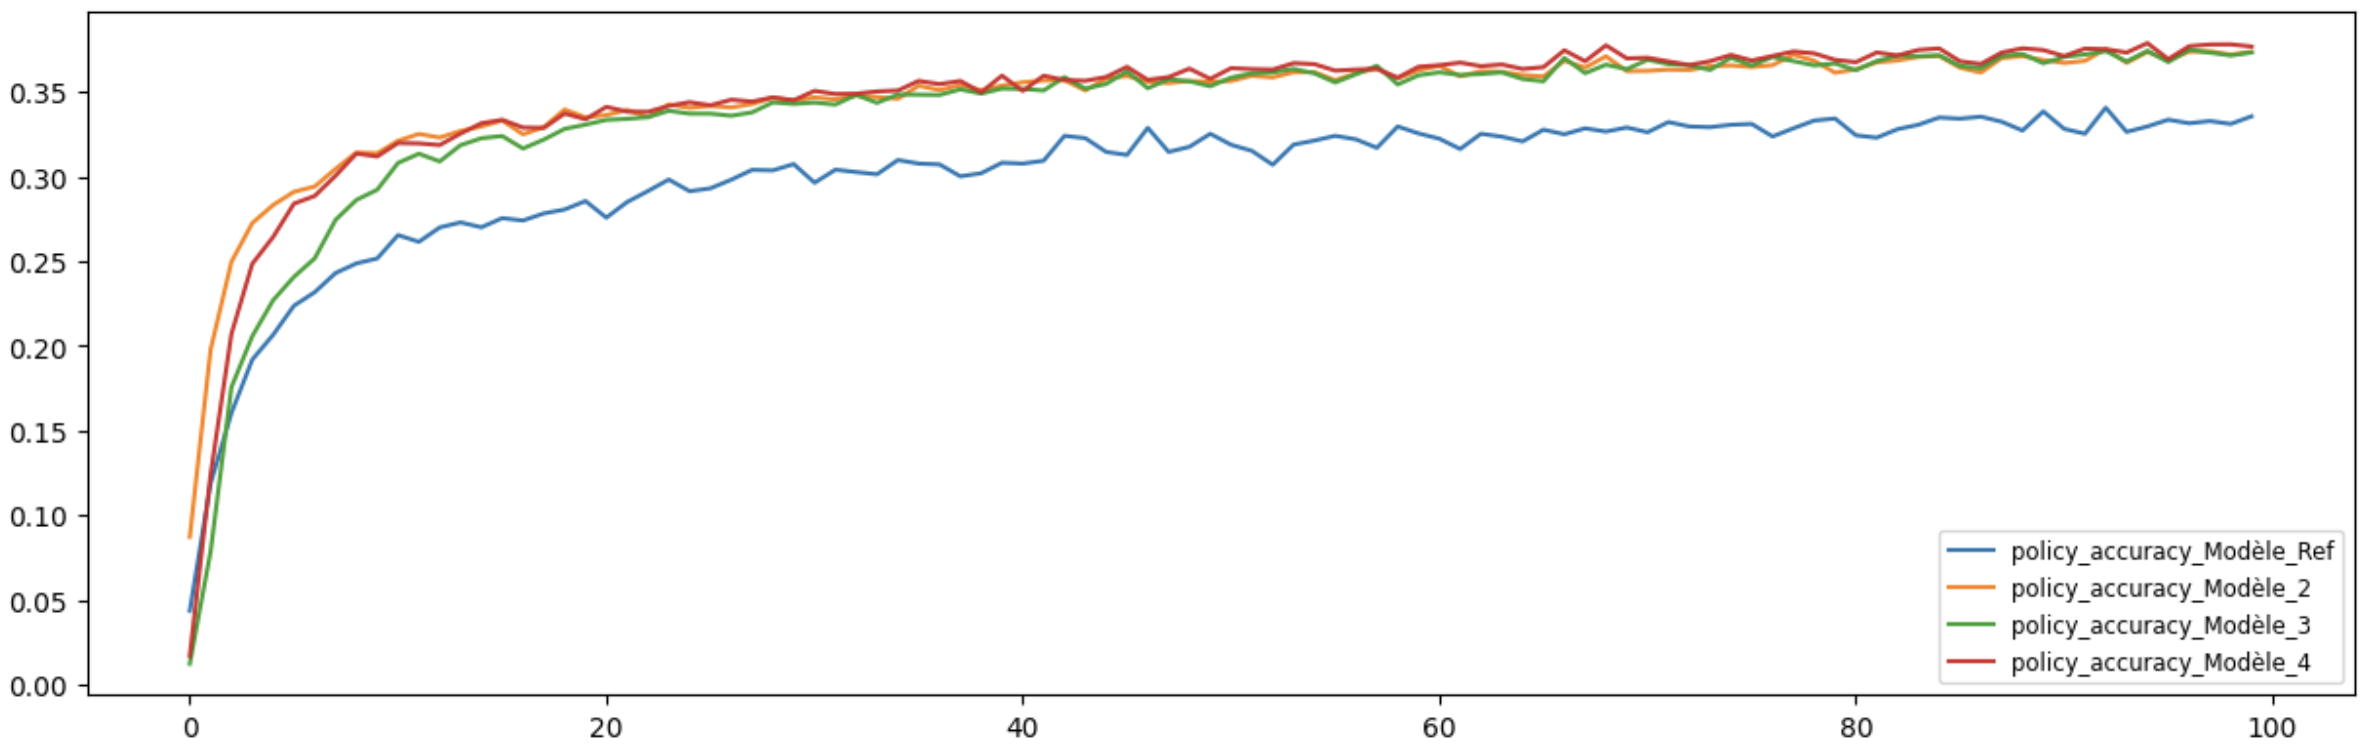 0.35
0.30
0.25
0.20
0.15
0.10
0.05
0.00
0 20 40 60 80 100
policy_accuracy_Modèle_Ref
policy_accuracy_Modèle_2
policy_accuracy_Modèle_3
policy_accuracy_Modèle_4